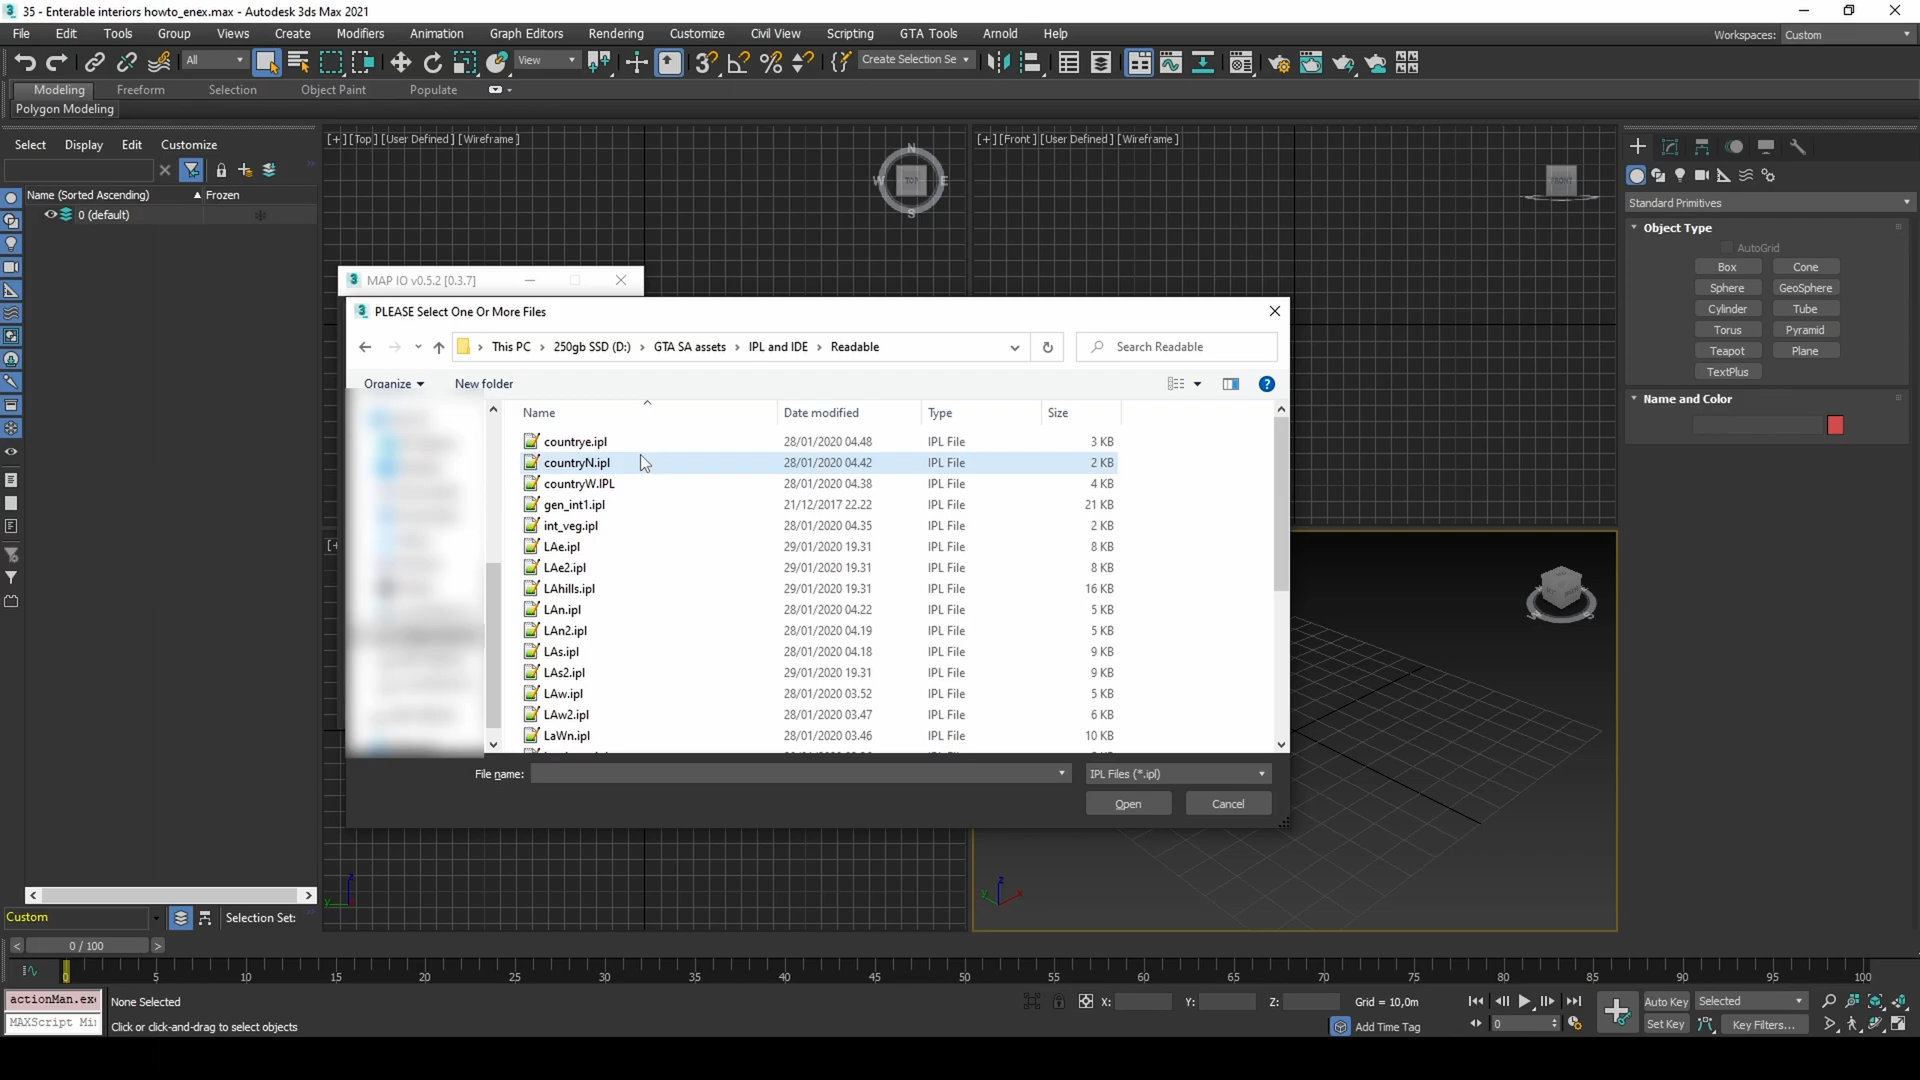 35 - Enterable interiors howto_enex.max - Autodesk 3ds Max 2021
File Edit Tools Group Views Create Modifiers Animation Graph Editors Rendering Customize Civil View Scripting GTA Tools Arnold Help
Workspaces: Custom
All View Create Selection Se
Modeling Freeform Selection Object Paint Populate
Polygon Modeling
Select Display Edit Customize
[+] [Top] [User Defined] [Wireframe]
[+] [Front] [User Defined] [Wireframe]
N
W TOP E
S
FRONT
Name (Sorted Ascending) Frozen
0 (default)
Standard Primitives
Object Type
AutoGrid
Box Cone
Sphere GeoSphere
Cylinder Tube
Torus Pyramid
Teapot Plane
TextPlus
Name and Color
MAP IO v0.5.2 [0.3.7]
PLEASE Select One Or More Files
This PC 250gb SSD (D:) GTA SA assets IPL and IDE Readable
Search Readable
Organize New folder
Name Date modified Type Size
countrye.ipl 28/01/2020 04.48 IPL File 3 KB
countryN.ipl 28/01/2020 04.42 IPL File 2 KB
countryW.IPL 28/01/2020 04.38 IPL File 4 KB
gen_int1.ipl 21/12/2017 22.22 IPL File 21 KB
int_veg.ipl 28/01/2020 04.35 IPL File 2 KB
LAe.ipl 29/01/2020 19.31 IPL File 8 KB
LAe2.ipl 29/01/2020 19.31 IPL File 8 KB
LAhills.ipl 29/01/2020 19.31 IPL File 16 KB
LAn.ipl 28/01/2020 04.22 IPL File 5 KB
LAn2.ipl 28/01/2020 04.19 IPL File 5 KB
LAs.ipl 28/01/2020 04.18 IPL File 9 KB
LAs2.ipl 29/01/2020 19.31 IPL File 9 KB
LAw.ipl 28/01/2020 03.52 IPL File 5 KB
LAw2.ipl 28/01/2020 03.47 IPL File 6 KB
LaWn.ipl 28/01/2020 03.46 IPL File 10 KB
File name: IPL Files (*.ipl)
Open Cancel
[+]
z
y
z
y x
Custom Selection Set:
< 0 / 100 >
0 5 10 15 20 25 30 35 40 45 50 55 60 65 70 75 80 85 90 95 100
actionMan.exe None Selected
X: Y: Z: Grid = 10,0m
Auto Key Selected
MAXScript Mi Click or click-and-drag to select objects
Add Time Tag
0
Set Key Key Filters...